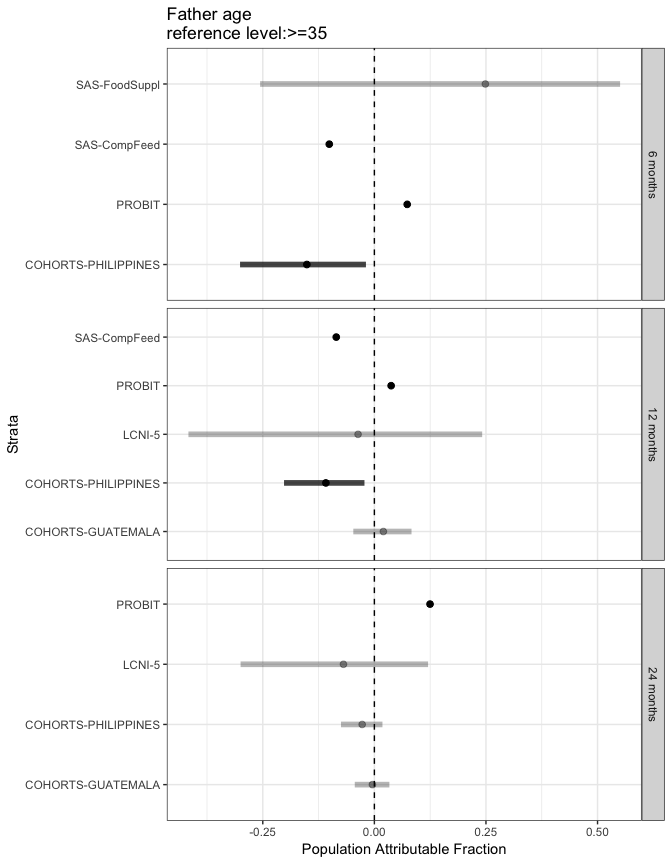 Father age
reference level:>=35
SAS-FoodSuppl
SAS-CompFeed
PROBIT
COHORTS-PHILIPPINES
6 months
SAS-CompFeed
PROBIT
LCNI-5
COHORTS-PHILIPPINES
COHORTS-GUATEMALA
12 months
PROBIT
LCNI-5
COHORTS-PHILIPPINES
COHORTS-GUATEMALA
24 months
Strata
-0.25 0.00 0.25 0.50
Population Attributable Fraction